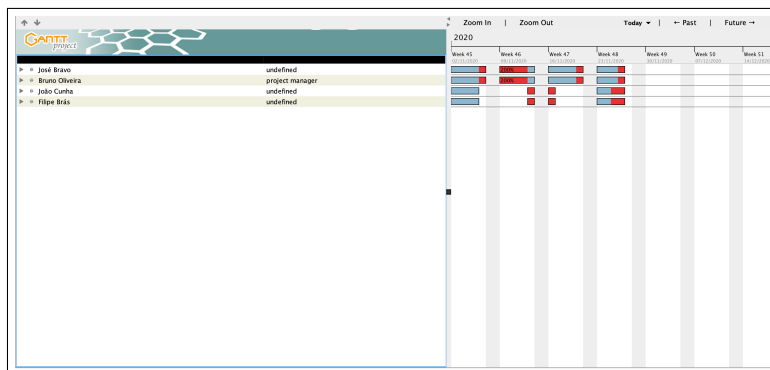 Zoom In | Zoom Out Today ▼ | ← Past | Future →
GANTT
project
2020
Week 45 Week 46 Week 47 Week 48 Week 49 Week 50 Week 51
02/11/2020 09/11/2020 16/11/2020 23/11/2020 30/11/2020 07/12/2020 14/12/2020
José Bravo undefined 200%
Bruno Oliveira project manager 200%
João Cunha undefined
Filipe Brás undefined